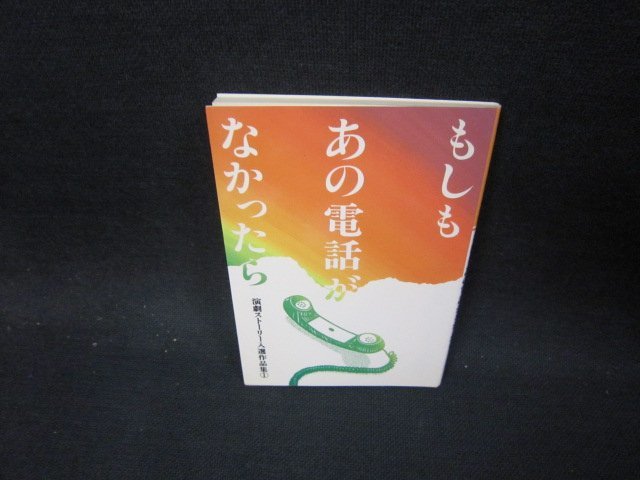 もしも
あの電話が
なかったら
演劇ストーリー入選作品集①